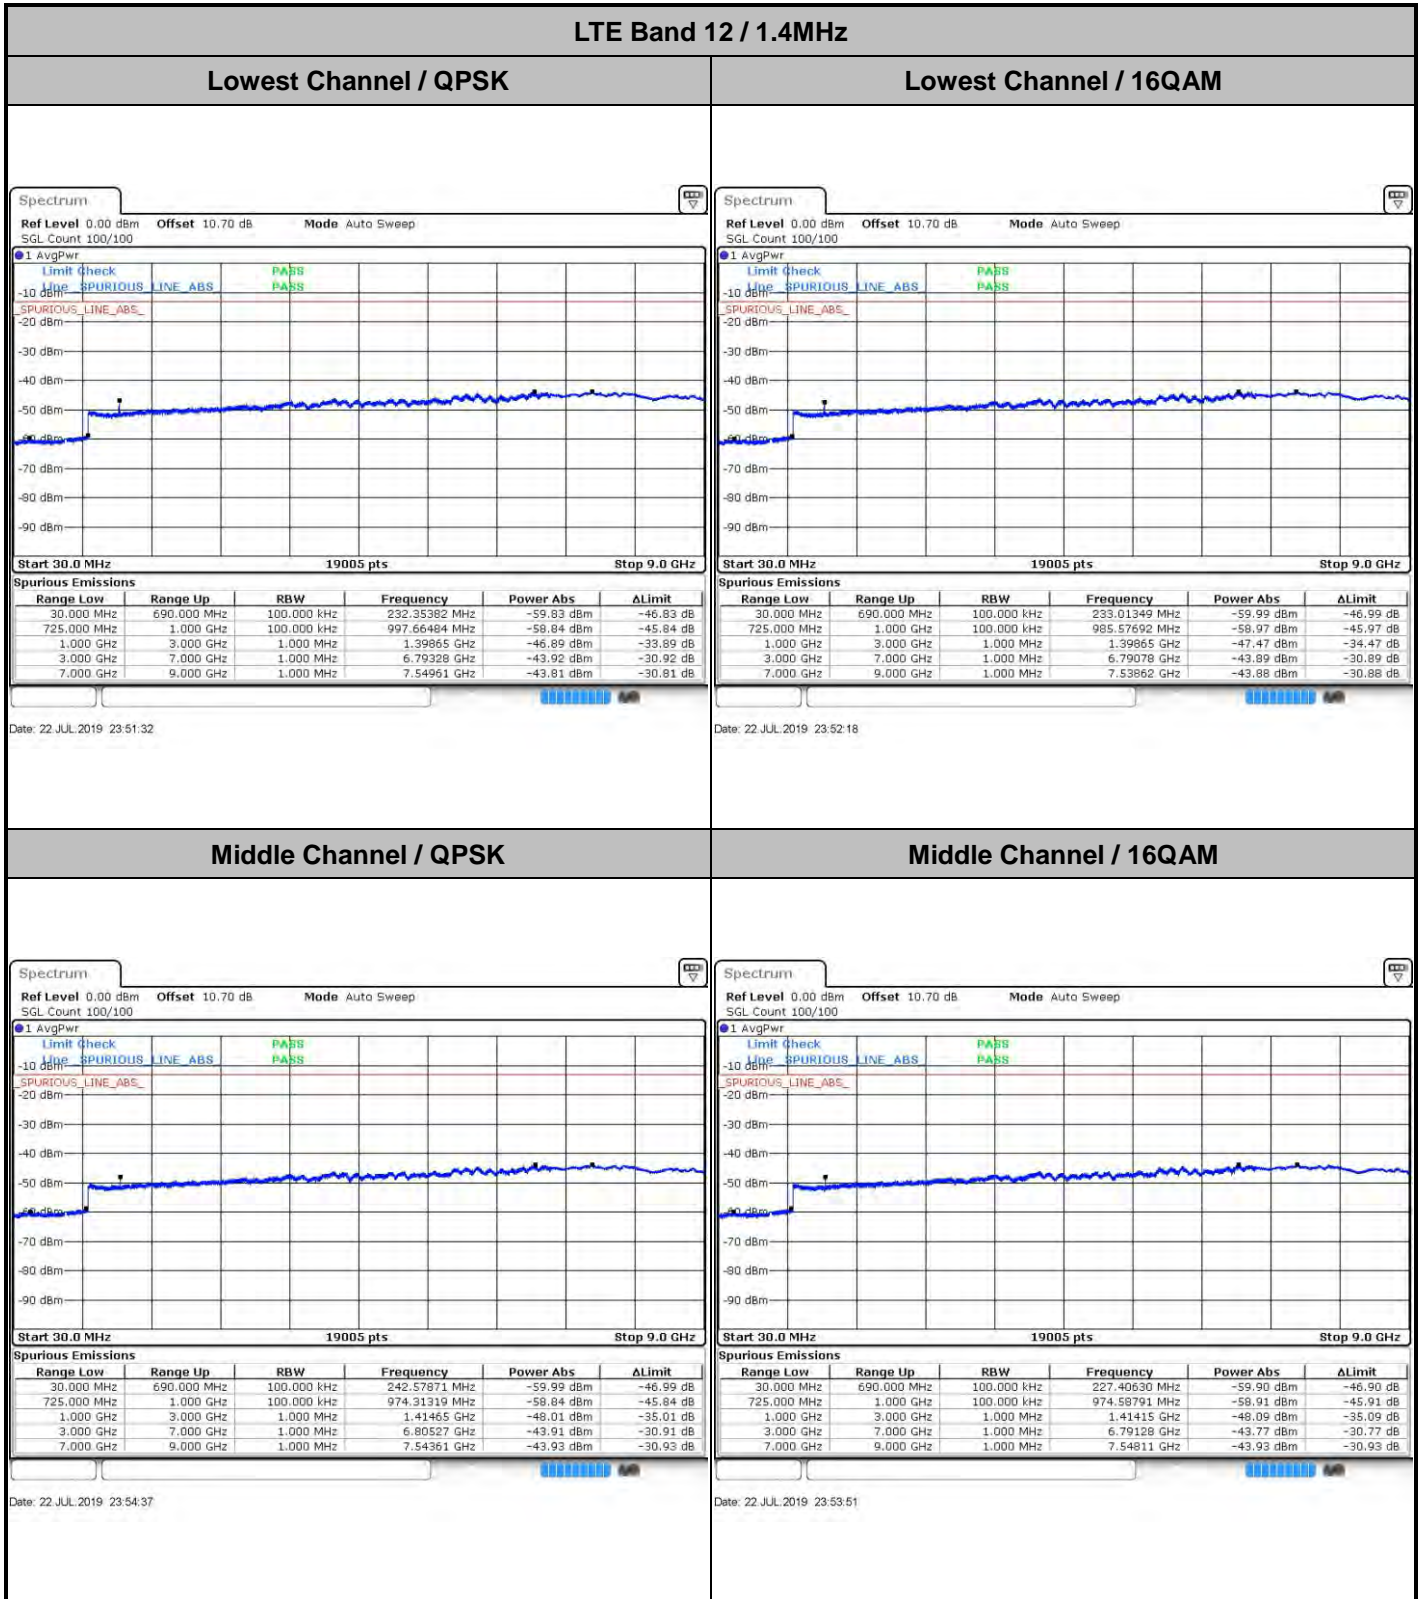 LTE Band 12 / 1.4MHz
Lowest Channel / QPSK
Lowest Channel / 16QAM
Spectrum
Ref Level 0.00 dBm Offset 10.70 dB Mode Auto Sweep
SGL Count 100/100
1 AvgPwr
Limit Check PASS
Line _SPURIOUS_LINE_ABS_ PASS
-10 dBm
_SPURIOUS_LINE_ABS_
-20 dBm
-30 dBm
-40 dBm
-50 dBm
-60 dBm
-70 dBm
-80 dBm
-90 dBm
Start 30.0 MHz 19005 pts Stop 9.0 GHz
Spurious Emissions
Range Low Range Up RBW Frequency Power Abs ΔLimit
30.000 MHz 690.000 MHz 100.000 kHz 232.35382 MHz -59.83 dBm -46.83 dB
725.000 MHz 1.000 GHz 100.000 kHz 997.66484 MHz -58.84 dBm -45.84 dB
1.000 GHz 3.000 GHz 1.000 MHz 1.39865 GHz -46.89 dBm -33.89 dB
3.000 GHz 7.000 GHz 1.000 MHz 6.79328 GHz -43.92 dBm -30.92 dB
7.000 GHz 9.000 GHz 1.000 MHz 7.54961 GHz -43.81 dBm -30.81 dB
Date: 22.JUL.2019 23:51:32
Spectrum
Ref Level 0.00 dBm Offset 10.70 dB Mode Auto Sweep
SGL Count 100/100
1 AvgPwr
Limit Check PASS
Line _SPURIOUS_LINE_ABS_ PASS
-10 dBm
_SPURIOUS_LINE_ABS_
-20 dBm
-30 dBm
-40 dBm
-50 dBm
-60 dBm
-70 dBm
-80 dBm
-90 dBm
Start 30.0 MHz 19005 pts Stop 9.0 GHz
Spurious Emissions
Range Low Range Up RBW Frequency Power Abs ΔLimit
30.000 MHz 690.000 MHz 100.000 kHz 233.01349 MHz -59.99 dBm -46.99 dB
725.000 MHz 1.000 GHz 100.000 kHz 985.57692 MHz -58.97 dBm -45.97 dB
1.000 GHz 3.000 GHz 1.000 MHz 1.39865 GHz -47.47 dBm -34.47 dB
3.000 GHz 7.000 GHz 1.000 MHz 6.79078 GHz -43.89 dBm -30.89 dB
7.000 GHz 9.000 GHz 1.000 MHz 7.53862 GHz -43.88 dBm -30.88 dB
Date: 22.JUL.2019 23:52:18
Middle Channel / QPSK
Middle Channel / 16QAM
Spectrum
Ref Level 0.00 dBm Offset 10.70 dB Mode Auto Sweep
SGL Count 100/100
1 AvgPwr
Limit Check PASS
Line _SPURIOUS_LINE_ABS_ PASS
-10 dBm
_SPURIOUS_LINE_ABS_
-20 dBm
-30 dBm
-40 dBm
-50 dBm
-60 dBm
-70 dBm
-80 dBm
-90 dBm
Start 30.0 MHz 19005 pts Stop 9.0 GHz
Spurious Emissions
Range Low Range Up RBW Frequency Power Abs ΔLimit
30.000 MHz 690.000 MHz 100.000 kHz 242.57871 MHz -59.99 dBm -46.99 dB
725.000 MHz 1.000 GHz 100.000 kHz 974.31319 MHz -58.84 dBm -45.84 dB
1.000 GHz 3.000 GHz 1.000 MHz 1.41465 GHz -48.01 dBm -35.01 dB
3.000 GHz 7.000 GHz 1.000 MHz 6.80527 GHz -43.91 dBm -30.91 dB
7.000 GHz 9.000 GHz 1.000 MHz 7.54361 GHz -43.93 dBm -30.93 dB
Date: 22.JUL.2019 23:54:37
Spectrum
Ref Level 0.00 dBm Offset 10.70 dB Mode Auto Sweep
SGL Count 100/100
1 AvgPwr
Limit Check PASS
Line _SPURIOUS_LINE_ABS_ PASS
-10 dBm
_SPURIOUS_LINE_ABS_
-20 dBm
-30 dBm
-40 dBm
-50 dBm
-60 dBm
-70 dBm
-80 dBm
-90 dBm
Start 30.0 MHz 19005 pts Stop 9.0 GHz
Spurious Emissions
Range Low Range Up RBW Frequency Power Abs ΔLimit
30.000 MHz 690.000 MHz 100.000 kHz 227.40630 MHz -59.90 dBm -46.90 dB
725.000 MHz 1.000 GHz 100.000 kHz 974.58791 MHz -58.91 dBm -45.91 dB
1.000 GHz 3.000 GHz 1.000 MHz 1.41415 GHz -48.09 dBm -35.09 dB
3.000 GHz 7.000 GHz 1.000 MHz 6.79128 GHz -43.77 dBm -30.77 dB
7.000 GHz 9.000 GHz 1.000 MHz 7.54811 GHz -43.93 dBm -30.93 dB
Date: 22.JUL.2019 23:53:51